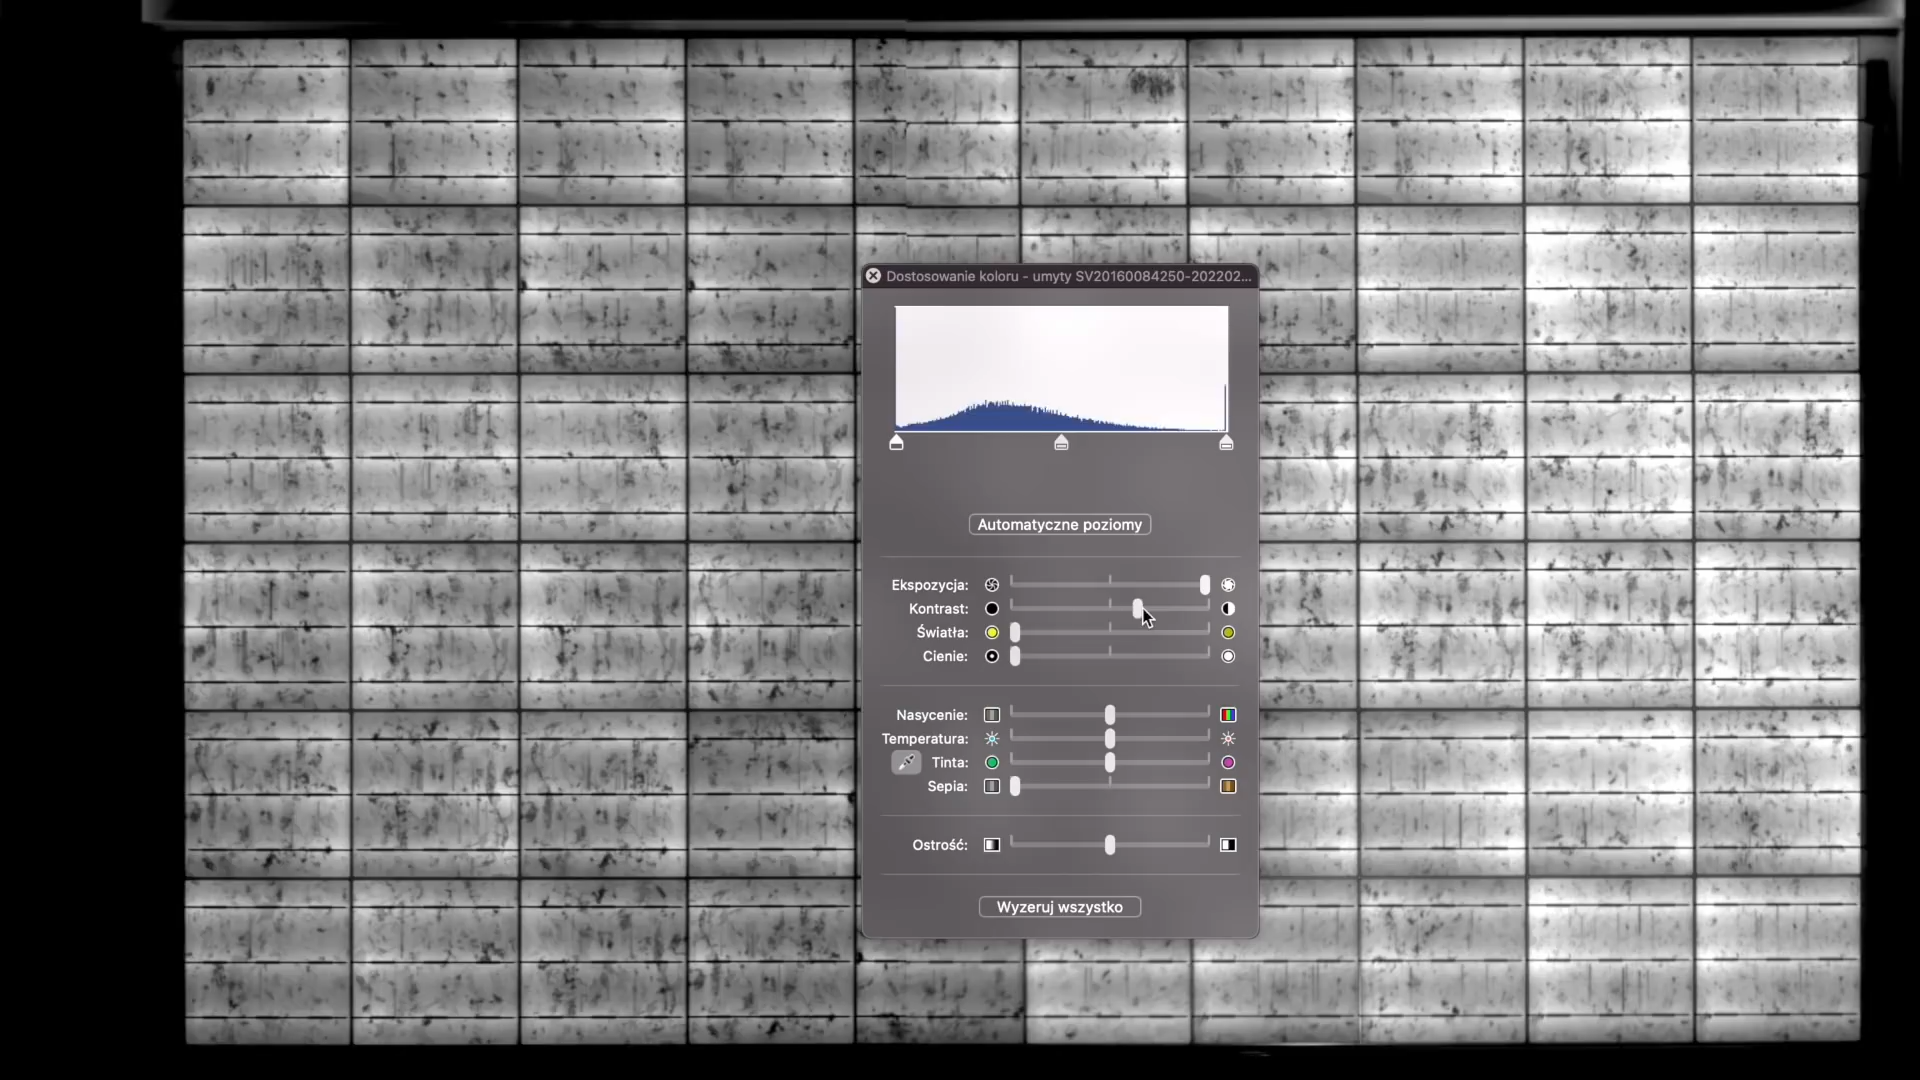 Dostosowanie koloru - umyty SV20160084250-202202...
Automatyczne poziomy
Ekspozycja:
Kontrast:
Światła:
Cienie:
Nasycenie:
Temperatura:
Tinta:
Sepia:
Ostrość:
Wyzeruj wszystko